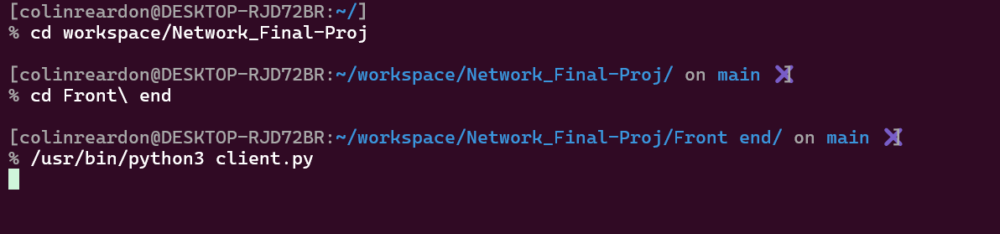 [colinreardon@DESKTOP-RJD72BR:~/]
% cd workspace/Network_Final-Proj
[colinreardon@DESKTOP-RJD72BR:~/workspace/Network_Final-Proj/ on main ✖]
% cd Front\ end
[colinreardon@DESKTOP-RJD72BR:~/workspace/Network_Final-Proj/Front end/ on main ✖]
% /usr/bin/python3 client.py